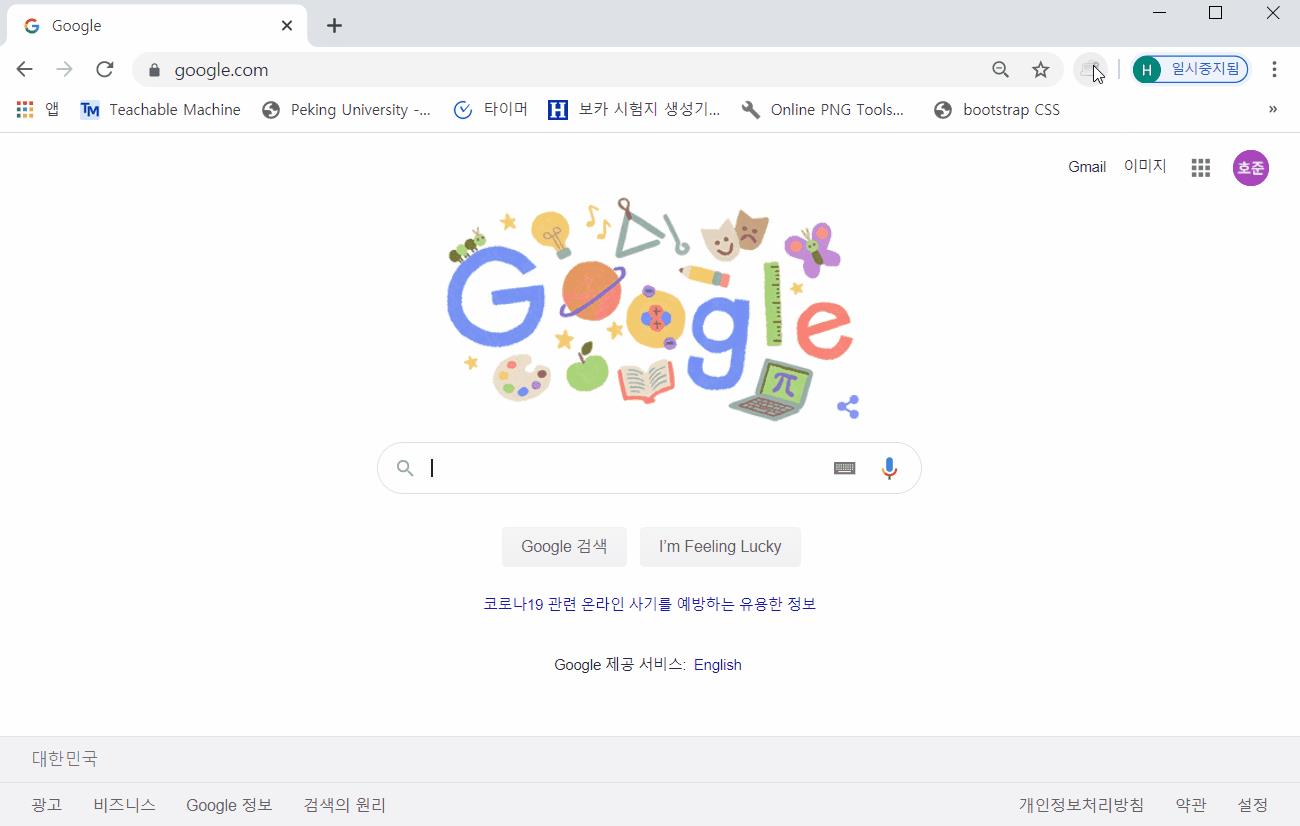 Google
google.com
H 일시중지됨
앱 TM Teachable Machine Peking University -... 타이머 H 보카 시험지 생성기... Online PNG Tools... bootstrap CSS »
Gmail 이미지 호준
Google
π
Google 검색 I'm Feeling Lucky
코로나19 관련 온라인 사기를 예방하는 유용한 정보
Google 제공 서비스: English
대한민국
광고 비즈니스 Google 정보 검색의 원리 개인정보처리방침 약관 설정